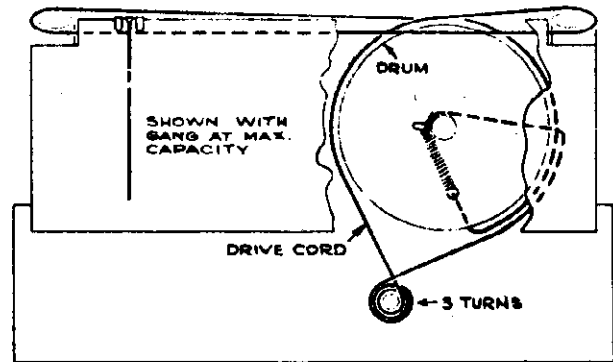 DRUM
SHOWN WITH
GANG AT MAX.
CAPACITY
DRIVE CORD
3 TURNS